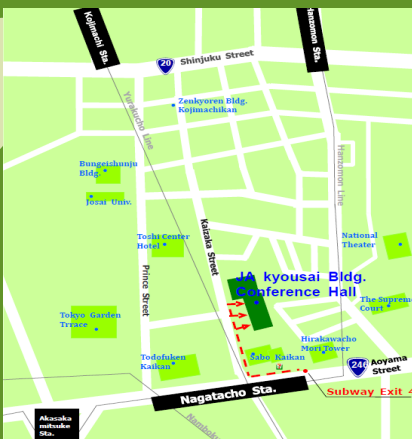 Kojimachi Sta.
Hanzomon Sta.
20
Shinjuku Street
Zenkyoren Bldg.
Kojimachikan
Yurakucho Line
Hanzomon Line
Bungeishunju
Bldg.
Josai Univ.
Kaizaka Street
Toshi Center
Hotel
National
Theater
Prince Street
JA kyousai Bldg.
Conference Hall
The Supreme
Court
Tokyo Garden
Trrace
Hirakawacho
Mori Tower
Todofuken
Kaikan
Sabo Kaikan
246
Aoyama
Street
Nagatacho Sta.
Subway Exit 4
Akasaka
mitsuke
Sta.